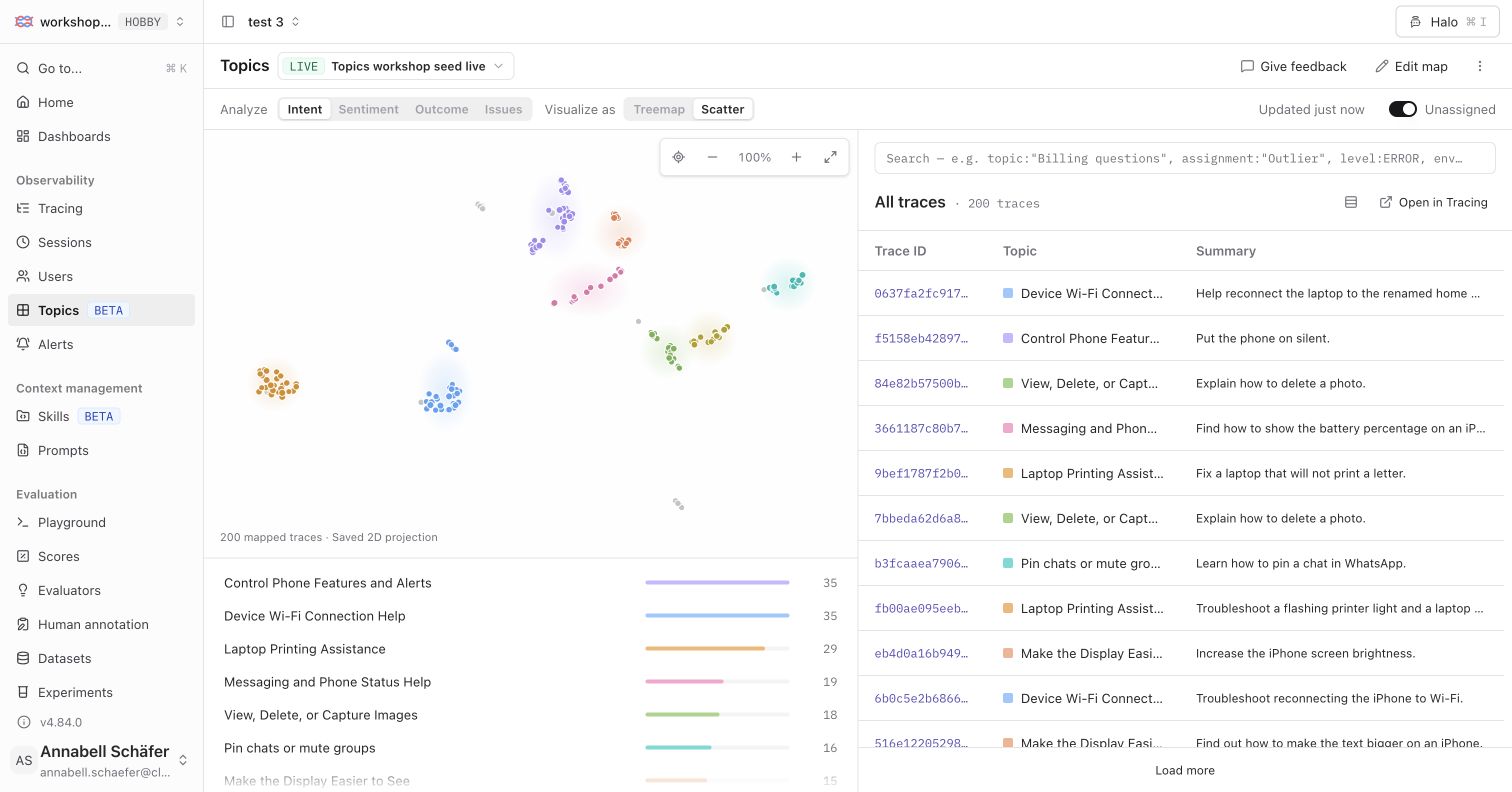 workshop... HOBBY
test 3
Halo ⌘ I
Go to... ⌘ K
Home
Dashboards
Observability
Tracing
Sessions
Users
Topics BETA
Alerts
Context management
Skills BETA
Prompts
Evaluation
Playground
Scores
Evaluators
Human annotation
Datasets
Experiments
v4.84.0
AS Annabell Schäfer
annabell.schaefer@cl...
Topics LIVE Topics workshop seed live
Give feedback Edit map
Analyze Intent Sentiment Outcome Issues Visualize as Treemap Scatter
Updated just now Unassigned
100%
200 mapped traces · Saved 2D projection
Control Phone Features and Alerts 35
Device Wi-Fi Connection Help 35
Laptop Printing Assistance 29
Messaging and Phone Status Help 19
View, Delete, or Capture Images 18
Pin chats or mute groups 16
Make the Display Easier to See 15
Search — e.g. topic:"Billing questions", assignment:"Outlier", level:ERROR, env…
All traces · 200 traces
Open in Tracing
Trace ID Topic Summary
0637fa2fc917… Device Wi-Fi Connect... Help reconnect the laptop to the renamed home ...
f5158eb42897… Control Phone Featur... Put the phone on silent.
84e82b57500b… View, Delete, or Capt... Explain how to delete a photo.
3661187c80b7… Messaging and Phon... Find how to show the battery percentage on an iP...
9bef1787f2b0… Laptop Printing Assist... Fix a laptop that will not print a letter.
7bbeda62d6a8… View, Delete, or Capt... Explain how to delete a photo.
b3fcaaea7906… Pin chats or mute gro... Learn how to pin a chat in WhatsApp.
fb00ae095eeb… Laptop Printing Assist... Troubleshoot a flashing printer light and a laptop ...
eb4d0a16b949… Make the Display Easi... Increase the iPhone screen brightness.
6b0c5e2b6866… Device Wi-Fi Connect... Troubleshoot reconnecting the iPhone to Wi-Fi.
516e12205298… Make the Display Easi... Find out how to make the text bigger on an iPhone.
Load more